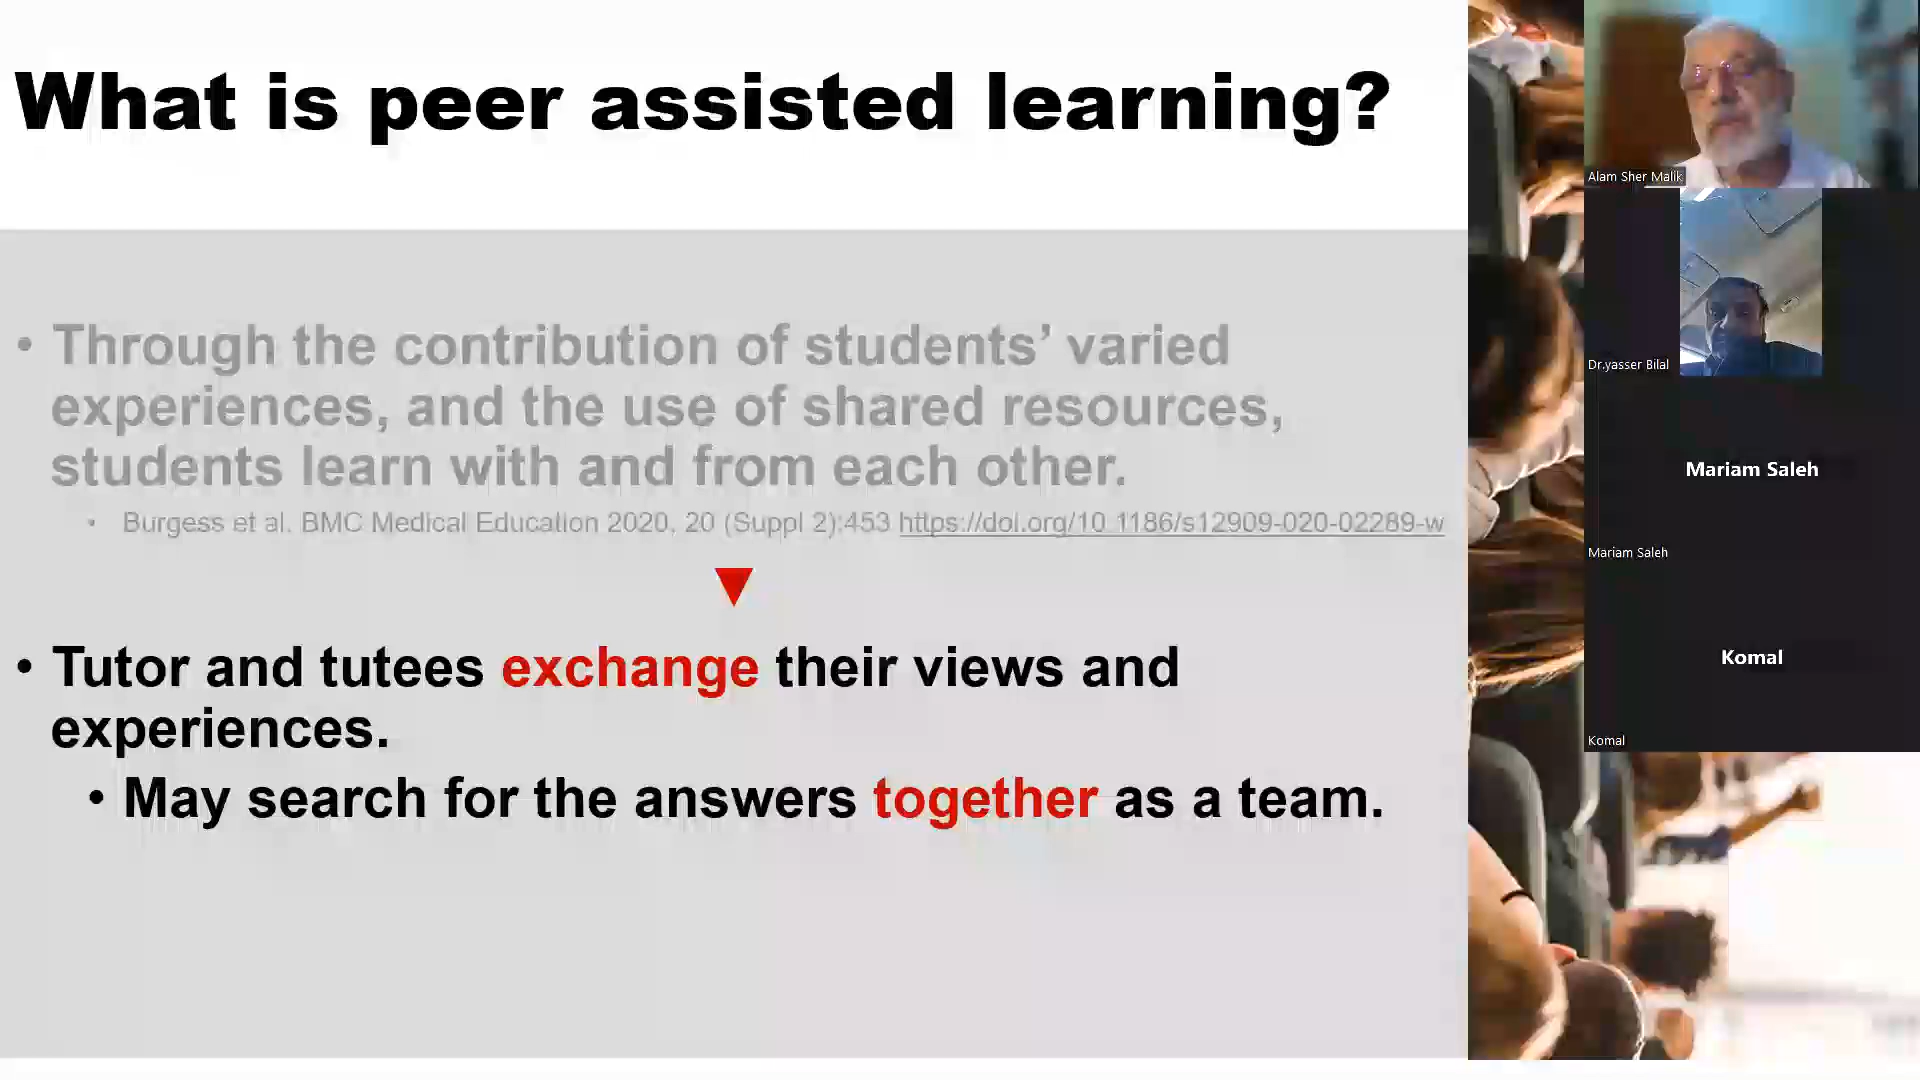 What is peer assisted learning?
• Through the contribution of students’ varied
experiences, and the use of shared resources,
students learn with and from each other.
• Burgess et al. BMC Medical Education 2020, 20 (Suppl 2):453 https://doi.org/10.1186/s12909-020-02289-w
• Tutor and tutees exchange their views and
experiences.
• May search for the answers together as a team.
Alam Sher Malik
Dr.yasser Bilal
Mariam Saleh
Mariam Saleh
Komal
Komal